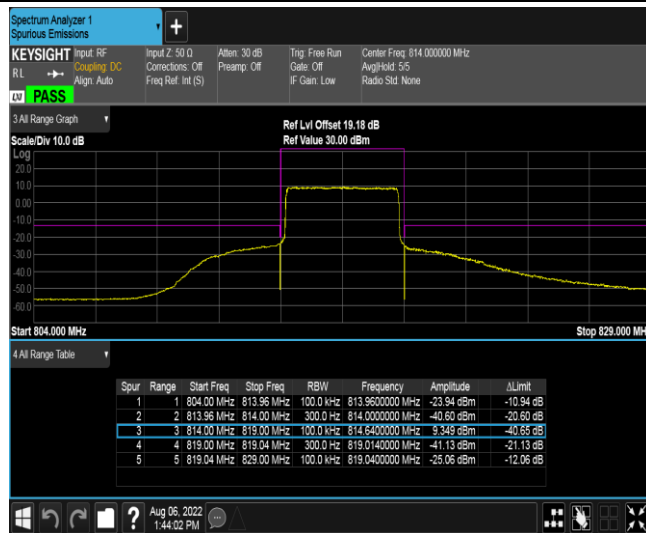 Spectrum Analyzer 1
Spurious Emissions
+
KEYSIGHT Input: RF Input Z: 50 Ω Atten: 30 dB Trig: Free Run Center Freq: 814.000000 MHz
RL Coupling: DC Corrections: Off Preamp: Off Gate: Off Avg|Hold: 5/5
Align: Auto Freq Ref: Int (S) IF Gain: Low Radio Std: None
LXI PASS
3 All Range Graph
Ref Lvl Offset 19.18 dB
Scale/Div 10.0 dB Ref Value 30.00 dBm
Log
20.0
10.0
0.00
-10.0
-20.0
-30.0
-40.0
-50.0
-60.0
Start 804.000 MHz Stop 829.000 MH
4 All Range Table
Spur Range Start Freq Stop Freq RBW Frequency Amplitude ΔLimit
1 1 804.00 MHz 813.96 MHz 100.0 kHz 813.9600000 MHz -23.94 dBm -10.94 dB
2 2 813.96 MHz 814.00 MHz 300.0 Hz 814.0000000 MHz -40.60 dBm -20.60 dB
3 3 814.00 MHz 819.00 MHz 100.0 kHz 814.6400000 MHz 9.349 dBm -40.65 dB
4 4 819.00 MHz 819.04 MHz 300.0 Hz 819.0140000 MHz -41.13 dBm -21.13 dB
5 5 819.04 MHz 829.00 MHz 100.0 kHz 819.0400000 MHz -25.06 dBm -12.06 dB
? Aug 06, 2022
1:44:02 PM